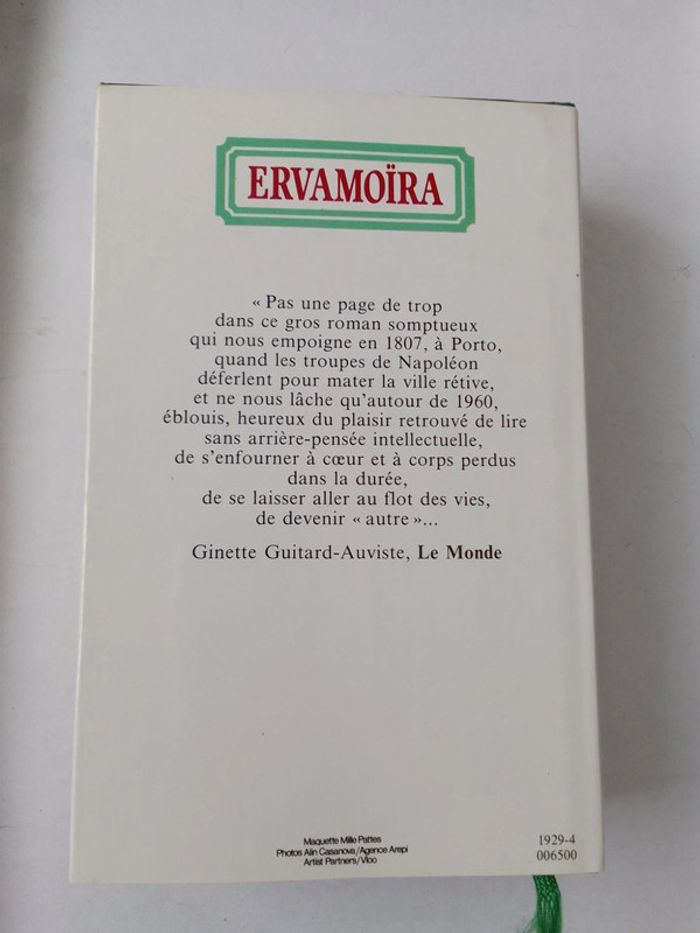 ERVAMOÏRA
« Pas une page de trop
dans ce gros roman somptueux
qui nous empoigne en 1807, à Porto,
quand les troupes de Napoléon
déferlent pour mater la ville rétive,
et ne nous lâche qu'autour de 1960,
éblouis, heureux du plaisir retrouvé de lire
sans arrière-pensée intellectuelle,
de s'enfourner à cœur et à corps perdus
dans la durée,
de se laisser aller au flot des vies,
de devenir « autre »...
Ginette Guitard-Auviste, Le Monde
Maquette Mille Pattes
Photos Alin Casanova/Agence Arepi
Artist Partners/Vloo
1929-4
006500